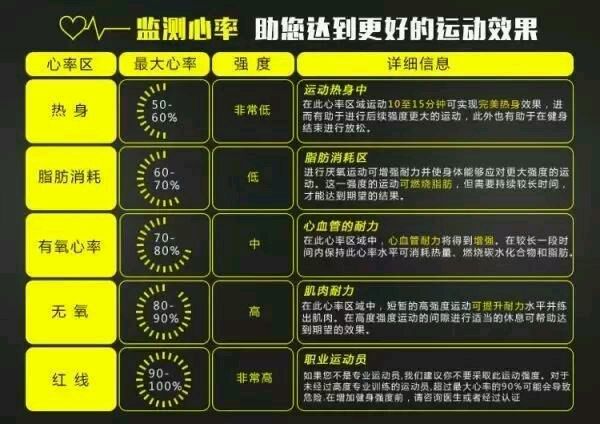 监测心率 助您达到更好的运动效果
心率区 最大心率 强度 详细信息
热身
50-
60%
非常低
运动热身中
在此心率区域运动10至15分钟可实现完美热身效果，进
而有助于进行后续强度更大的运动，此外也有助于在健身
结束进行放松。
脂肪消耗
60-
70%
低
脂肪消耗区
进行厌氧运动可增强耐力并使身体能够应对更大强度的运
动。这一强度的运动可燃烧脂肪，但需要持续较长时间，
才能达到期望的结果。
有氧心率
70-
80%
中
心血管的耐力
在此心率区域中，心血管耐力将得到增强。在较长一段时
间内保持此心率水平可消耗热量、燃烧碳水化合物和脂肪。
无氧
80-
90%
高
肌肉耐力
在此心率区域中，短暂的高强度运动可提升耐力水平并练
出肌肉。在高度强度运动的间隙进行适当的休息可帮助达
到期望的效果。
红线
90-
100%
非常高
职业运动员
如果您不是专业运动员,我们建议你不要采取此运动强度。对于
未经过高度专业训练的运动员,超过最大心率的90%可能会导致
危险.在增加健身强度前，请咨询医生或者经过认证